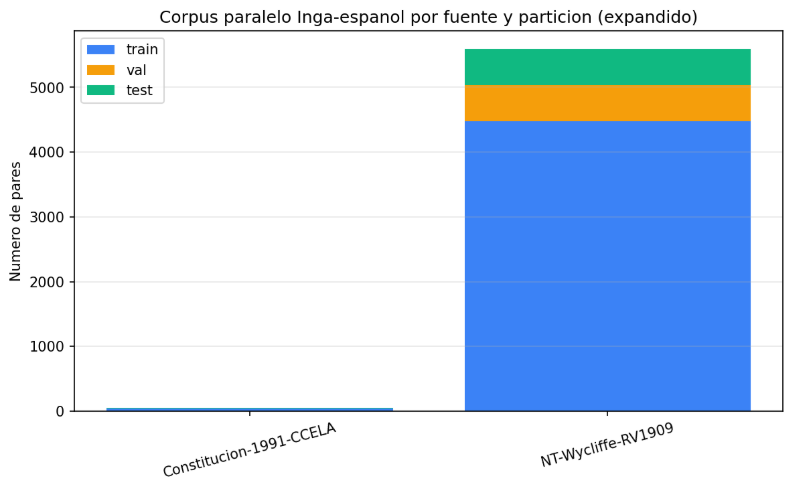 Corpus paralelo Inga-espanol por fuente y particion (expandido)
train
val
test
Numero de pares
5000
4000
3000
2000
1000
0
Constitucion-1991-CCELA
NT-Wycliffe-RV1909